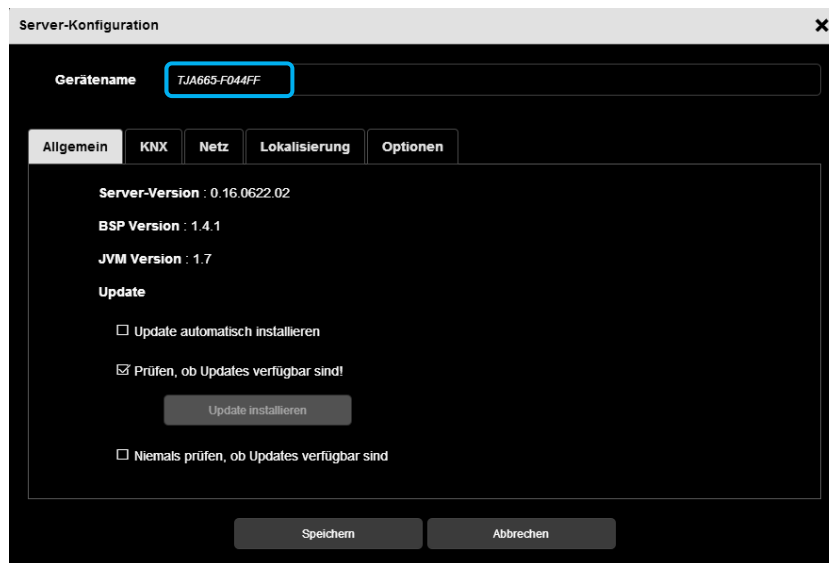 Server-Konfiguration
Gerätename TJA665-F044FF
Allgemein KNX Netz Lokalisierung Optionen
Server-Version : 0.16.0622.02
BSP Version : 1.4.1
JVM Version : 1.7
Update
Update automatisch installieren
Prüfen, ob Updates verfügbar sind!
Update installieren
Niemals prüfen, ob Updates verfügbar sind
Speichern Abbrechen